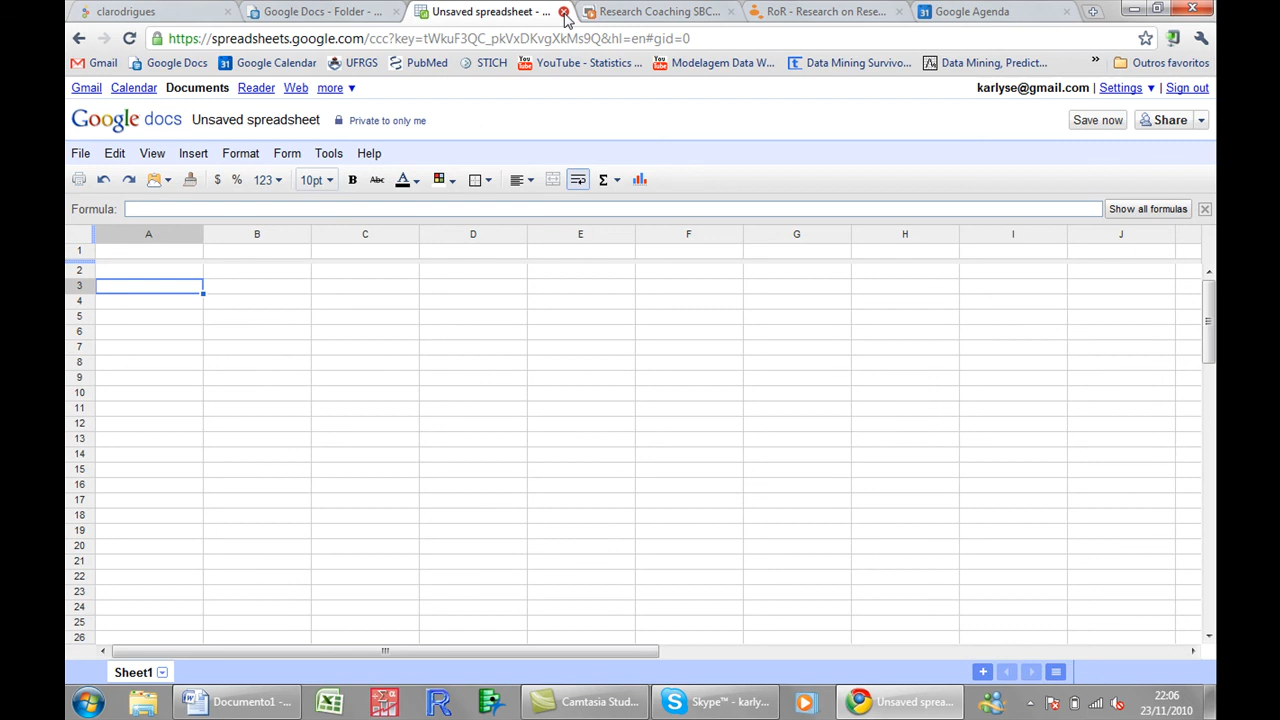 clarodrigues Google Docs - Folder - ... Unsaved spreadsheet - ... Research Coaching SBC... RoR - Research on Rese... Google Agenda
https://spreadsheets.google.com/ccc?key=tWkuF3QC_pkVxDKvgXkMs9Q&hl=en#gid=0
Gmail Google Docs Google Calendar UFRGS PubMed STICH YouTube - Statistics ... Modelagem Data W... Data Mining Survivo... Data Mining, Predict... » Outros favoritos
Gmail Calendar Documents Reader Web more ▼ karlyse@gmail.com | Settings ▼ | Sign out
Google docs Unsaved spreadsheet Private to only me Save now Share
File Edit View Insert Format Form Tools Help
$ % 123 10pt B Abc A Σ
Formula: Show all formulas
A B C D E F G H I J
1
2
3
4
5
6
7
8
9
10
11
12
13
14
15
16
17
18
19
20
21
22
23
24
25
26
Sheet1
Documento1 -... Camtasia Stud... Skype™ - karly... Unsaved sprea... 22:06
23/11/2010